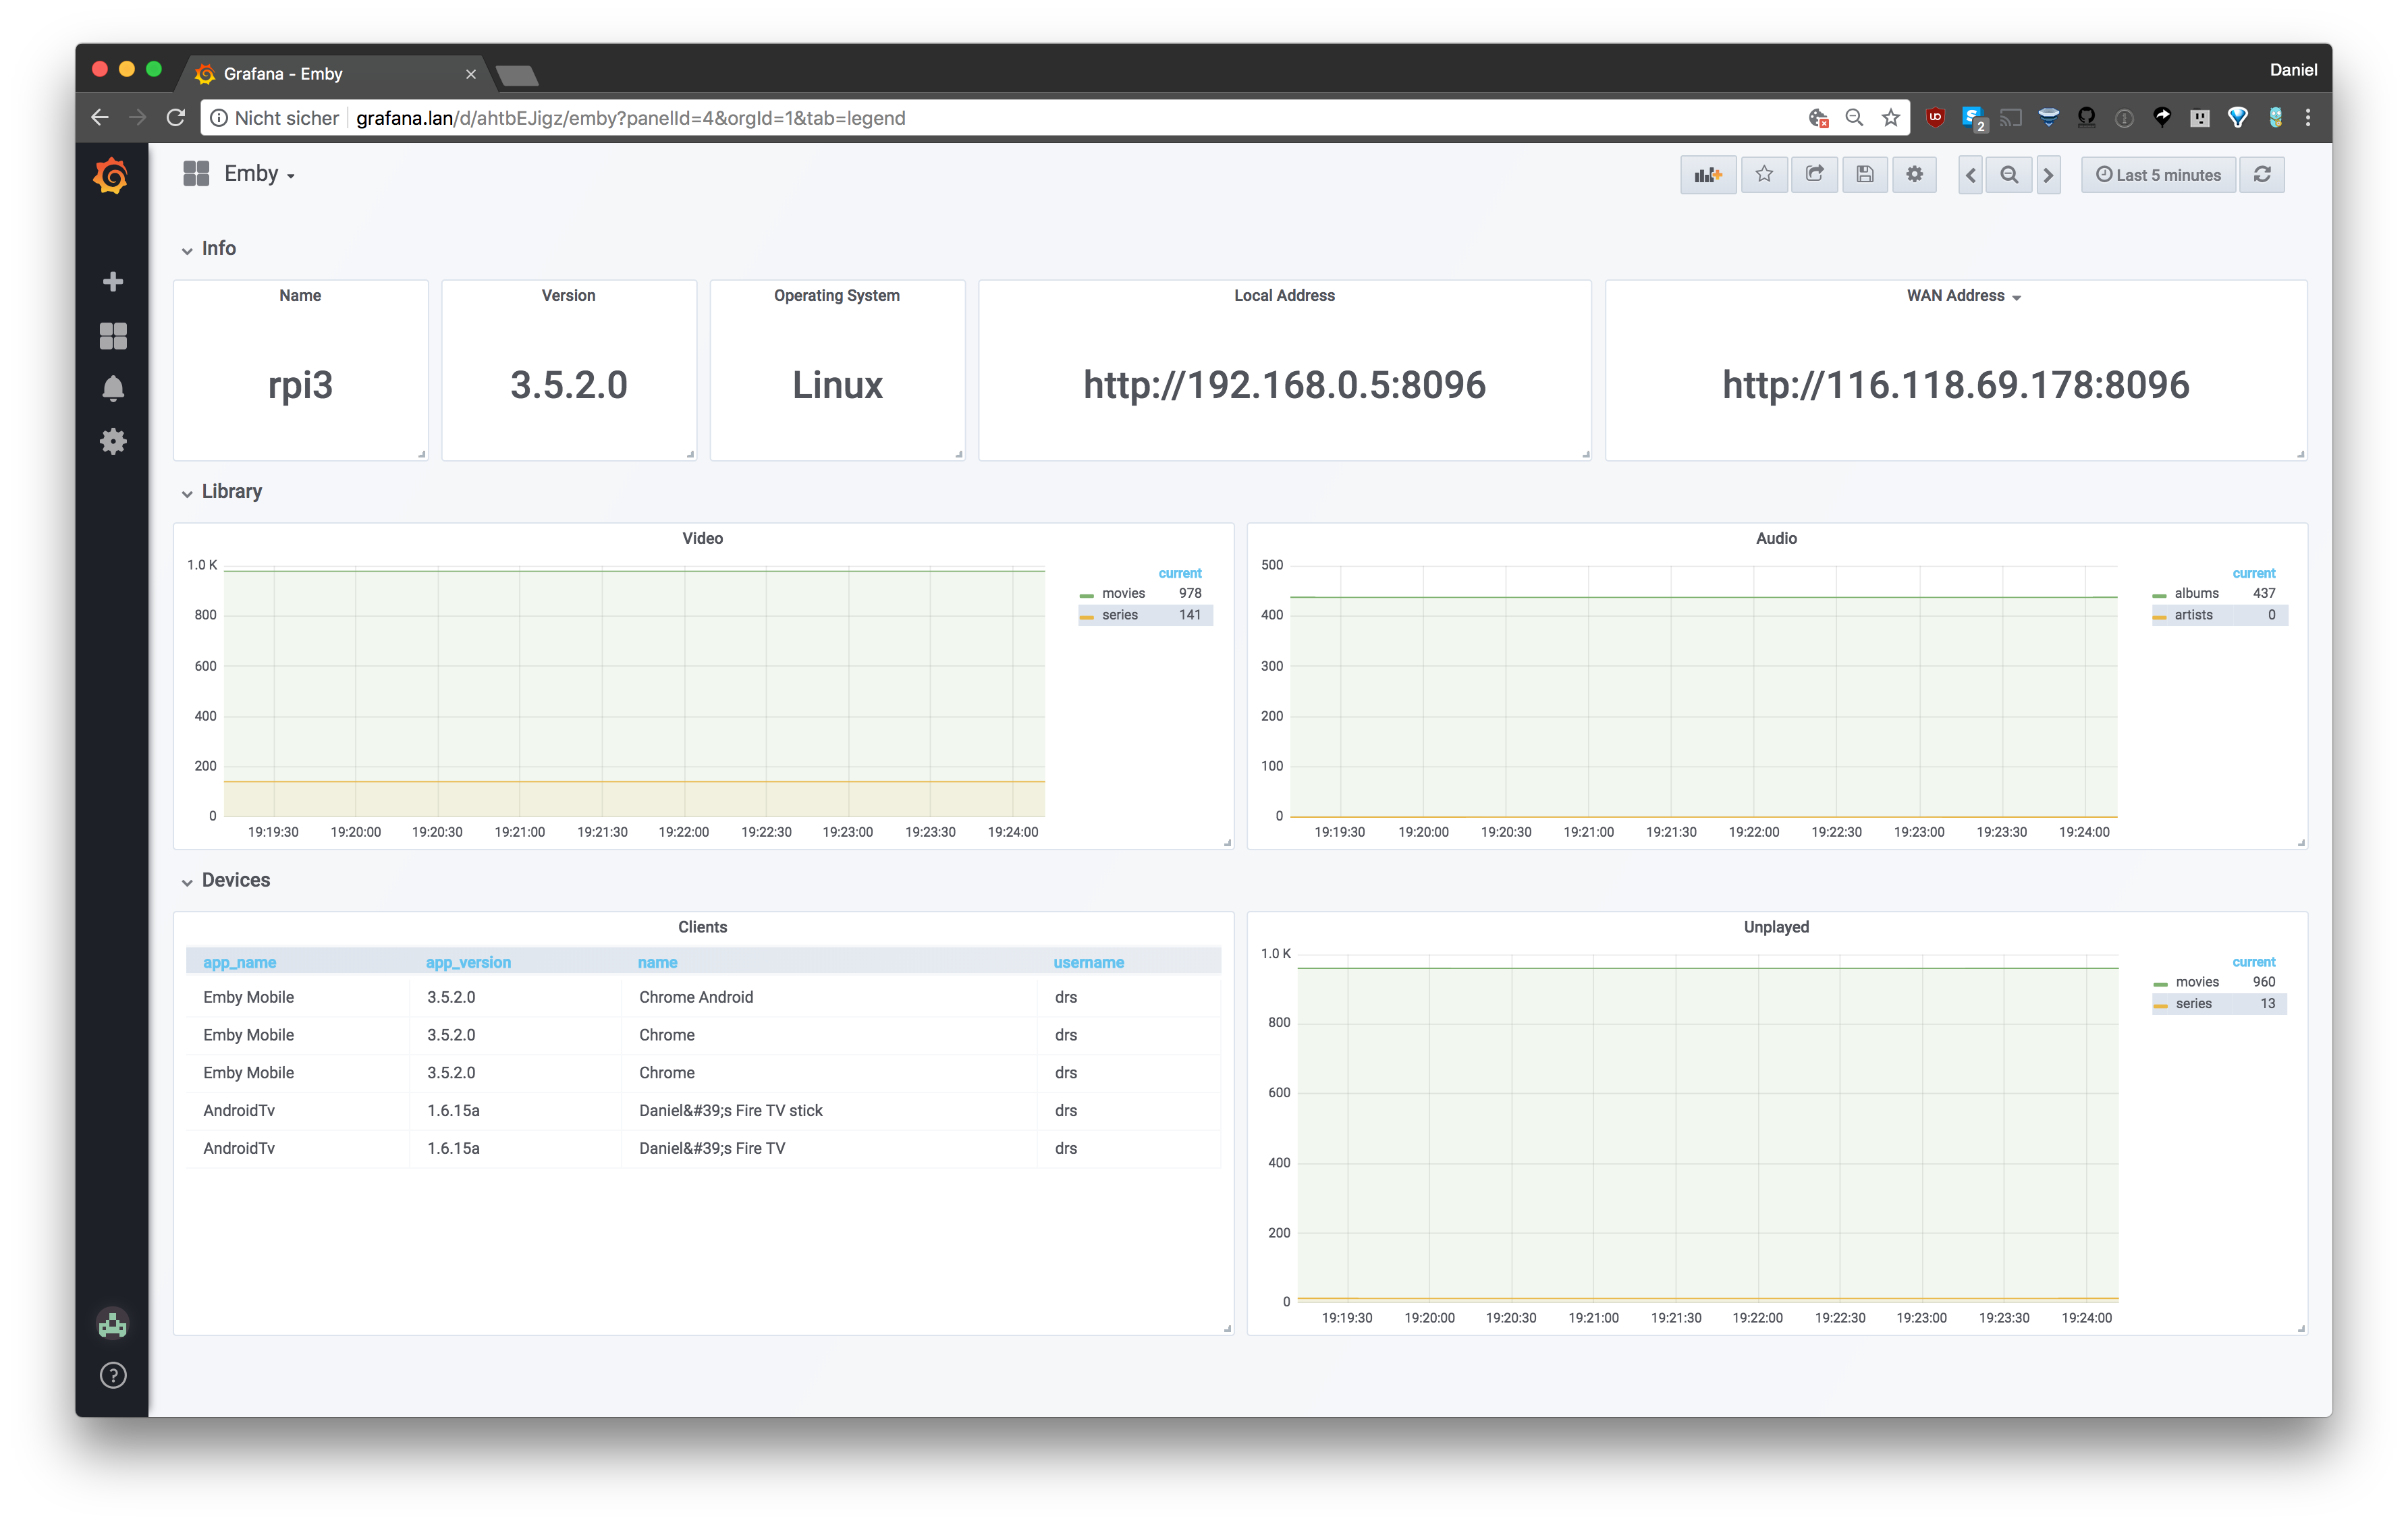 Grafana - Emby
Daniel
Nicht sicher grafana.lan/d/ahtbEJigz/emby?panelId=4&orgId=1&tab=legend
2
Emby
Last 5 minutes
Info
Name
rpi3
Version
3.5.2.0
Operating System
Linux
Local Address
http://192.168.0.5:8096
WAN Address
http://116.118.69.178:8096
Library
Video
1.0 K
800
600
400
200
0
19:19:30 19:20:00 19:20:30 19:21:00 19:21:30 19:22:00 19:22:30 19:23:00 19:23:30 19:24:00
current
movies 978
series 141
Audio
500
400
300
200
100
0
19:19:30 19:20:00 19:20:30 19:21:00 19:21:30 19:22:00 19:22:30 19:23:00 19:23:30 19:24:00
current
albums 437
artists 0
Devices
Clients
app_name app_version name username
Emby Mobile 3.5.2.0 Chrome Android drs
Emby Mobile 3.5.2.0 Chrome drs
Emby Mobile 3.5.2.0 Chrome drs
AndroidTv 1.6.15a Daniel&#39;s Fire TV stick drs
AndroidTv 1.6.15a Daniel&#39;s Fire TV drs
Unplayed
1.0 K
800
600
400
200
0
19:19:30 19:20:00 19:20:30 19:21:00 19:21:30 19:22:00 19:22:30 19:23:00 19:23:30 19:24:00
current
movies 960
series 13